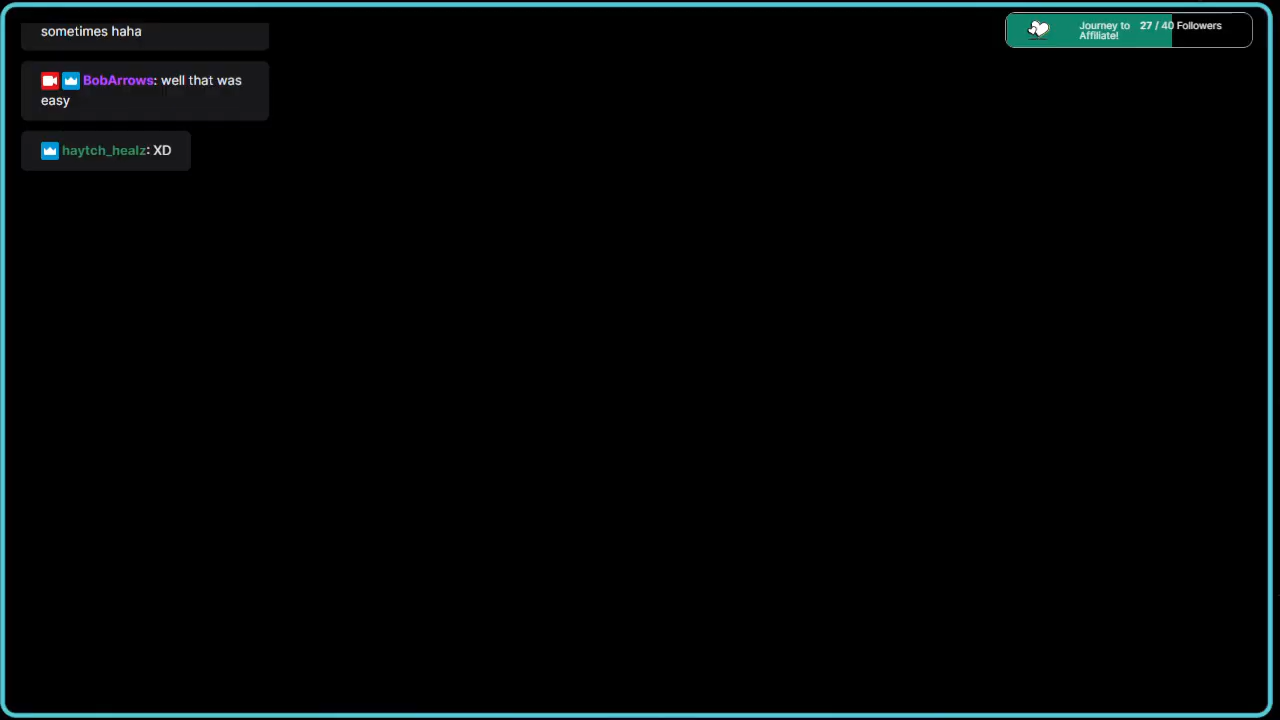 sometimes haha
BobArrows: well that was
easy
haytch_healz: XD
Journey to
Affiliate!
27 / 40 Followers